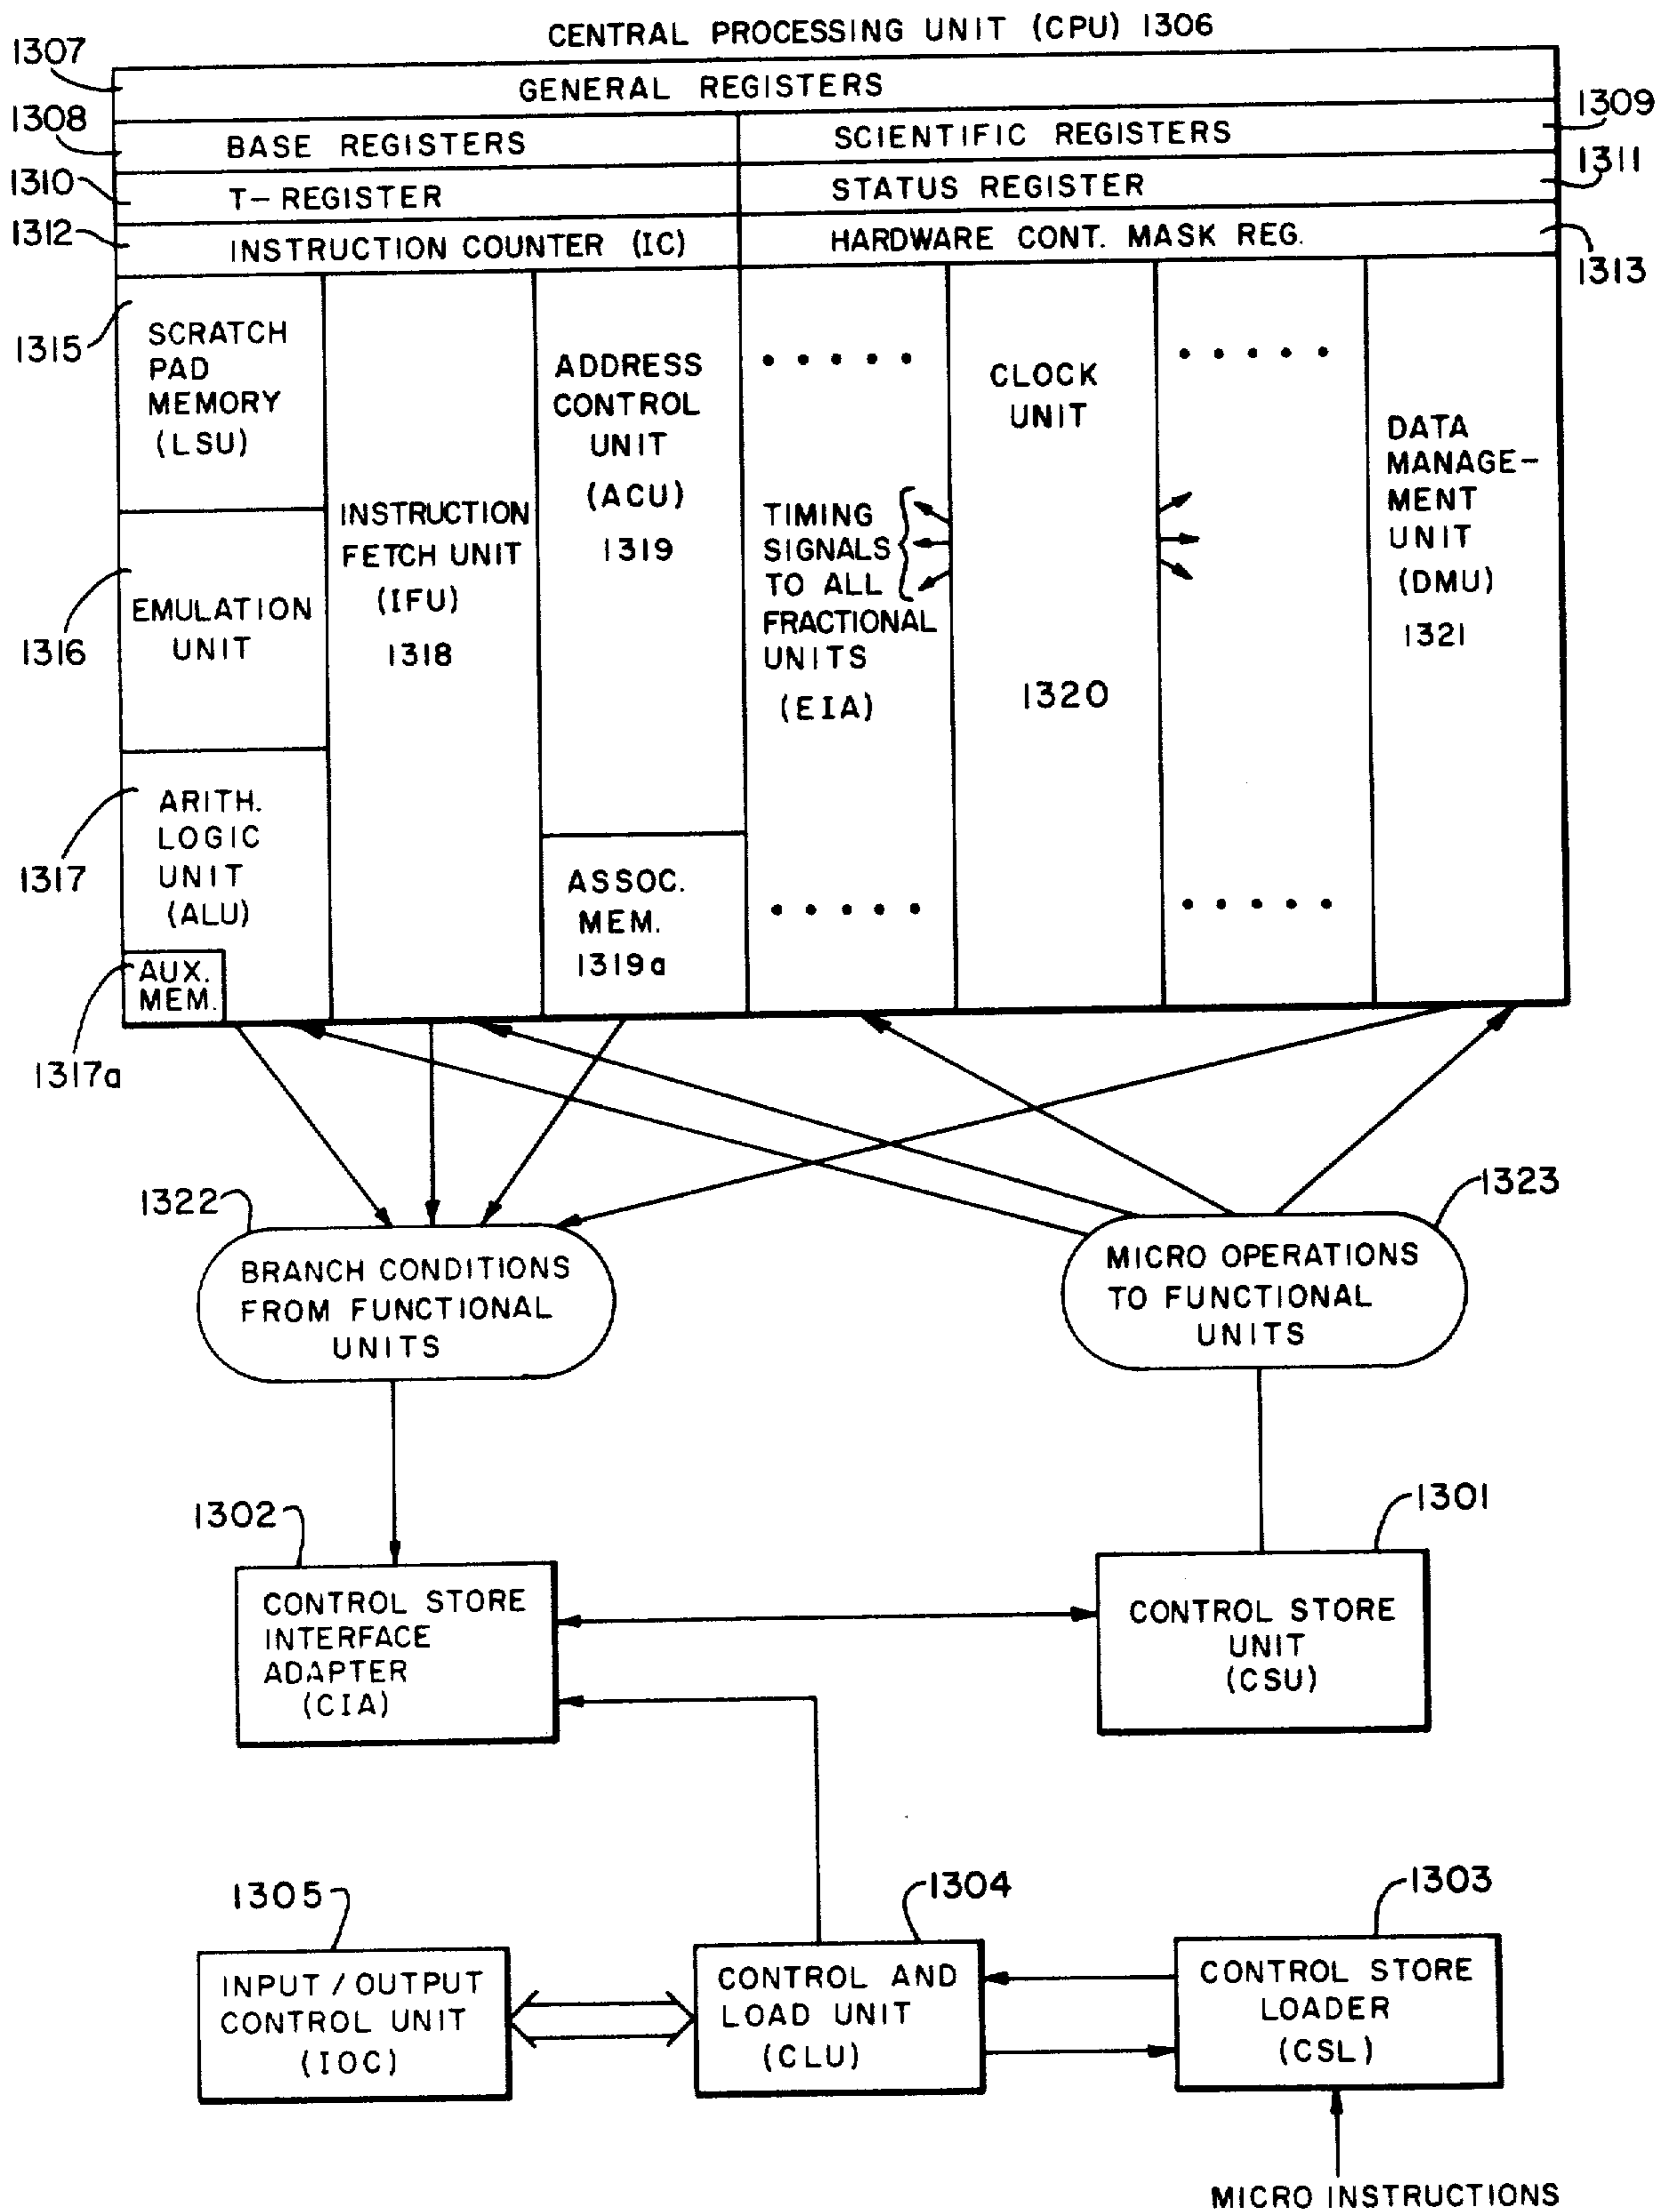 CENTRAL PROCESSING UNIT (CPU) 1306
1307
GENERAL REGISTERS
1308
BASE REGISTERS
SCIENTIFIC REGISTERS
1309
1310
T-REGISTER
STATUS REGISTER
1311
1312
INSTRUCTION COUNTER (IC)
HARDWARE CONT. MASK REG.
1313
1315
SCRATCH
PAD
MEMORY
(LSU)
1316
EMULATION
UNIT
1317
ARITH.
LOGIC
UNIT
(ALU)
AUX.
MEM.
1317a
INSTRUCTION
FETCH UNIT
(IFU)
1318
ADDRESS
CONTROL
UNIT
(ACU)
1319
ASSOC.
MEM.
1319a
TIMING
SIGNALS
TO ALL
FRACTIONAL
UNITS
(EIA)
CLOCK
UNIT
1320
DATA
MANAGE-
MENT
UNIT
(DMU)
1321
1322
BRANCH CONDITIONS
FROM FUNCTIONAL
UNITS
1323
MICRO OPERATIONS
TO FUNCTIONAL
UNITS
1302
CONTROL STORE
INTERFACE
ADAPTER
(CIA)
1301
CONTROL STORE
UNIT
(CSU)
1305
INPUT / OUTPUT
CONTROL UNIT
(IOC)
1304
CONTROL AND
LOAD UNIT
(CLU)
1303
CONTROL STORE
LOADER
(CSL)
MICRO INSTRUCTIONS